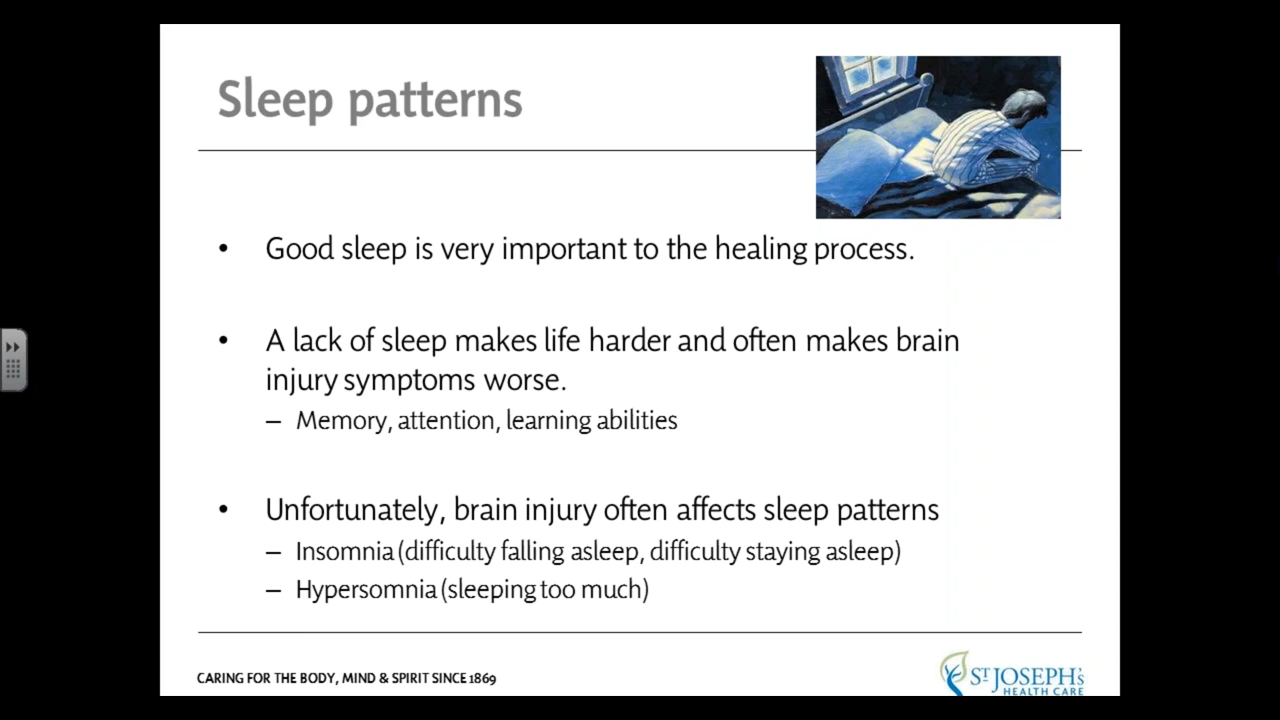 Sleep patterns
• Good sleep is very important to the healing process.
• A lack of sleep makes life harder and often makes brain
injury symptoms worse.
– Memory, attention, learning abilities
• Unfortunately, brain injury often affects sleep patterns
– Insomnia (difficulty falling asleep, difficulty staying asleep)
– Hypersomnia (sleeping too much)
CARING FOR THE BODY, MIND & SPIRIT SINCE 1869
ST JOSEPH'S
HEALTH CARE